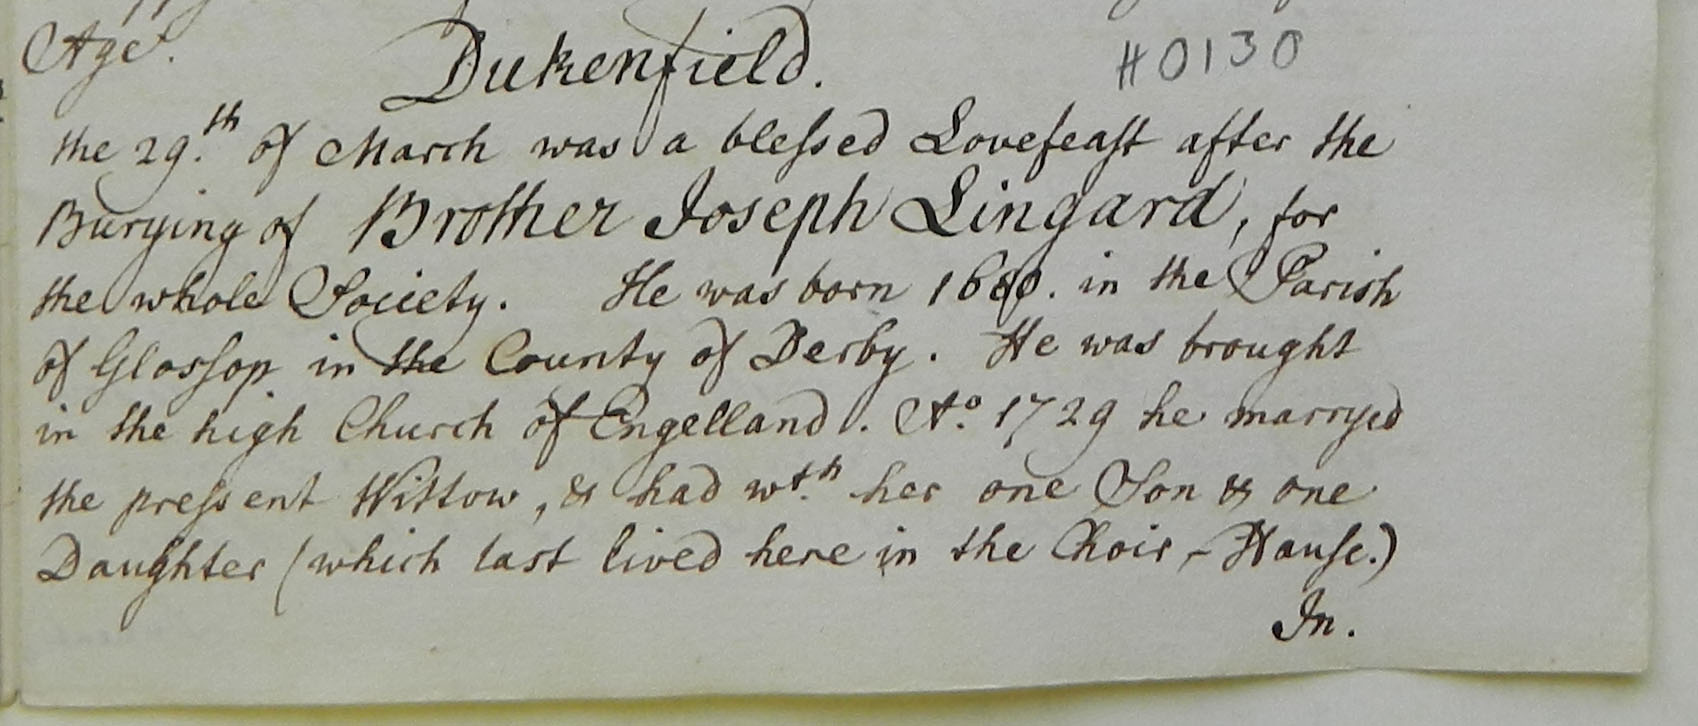 Age.
Dukenfield. #0130
the 29.th of March was a blessed Lovefeast after the
Burying of Brother Joseph Lingard, for
the whole Society. He was born 1680. in the Parish
of Glossop in the County of Derby. He was brought
in the high Church of Engelland. Ao. 1729 he marryed
the present Wittow, & had wt.h her one Son & one
Daughter (which last lived here in the Choir-Hause.)
In.